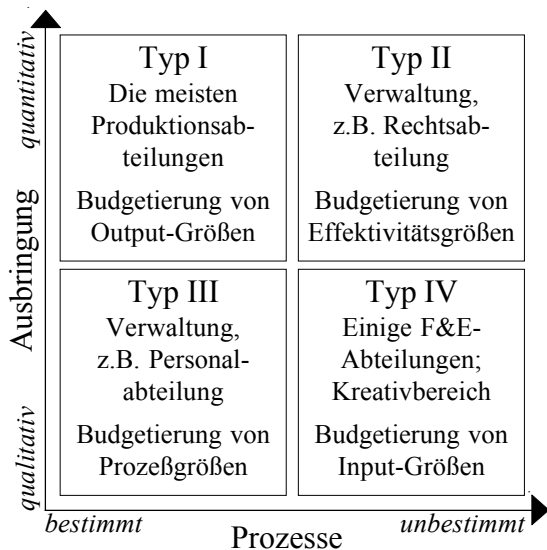 quantitativ
Ausbringung
qualitativ
Typ I
Die meisten
Produktionsab-
teilungen
Budgetierung von
Output-Größen
Typ II
Verwaltung,
z.B. Rechtsab-
teilung
Budgetierung von
Effektivitätsgrößen
Typ III
Verwaltung,
z.B. Personal-
abteilung
Budgetierung von
Prozeßgrößen
Typ IV
Einige F&E-
Abteilungen;
Kreativbereich
Budgetierung von
Input-Größen
bestimmt
Prozesse
unbestimmt